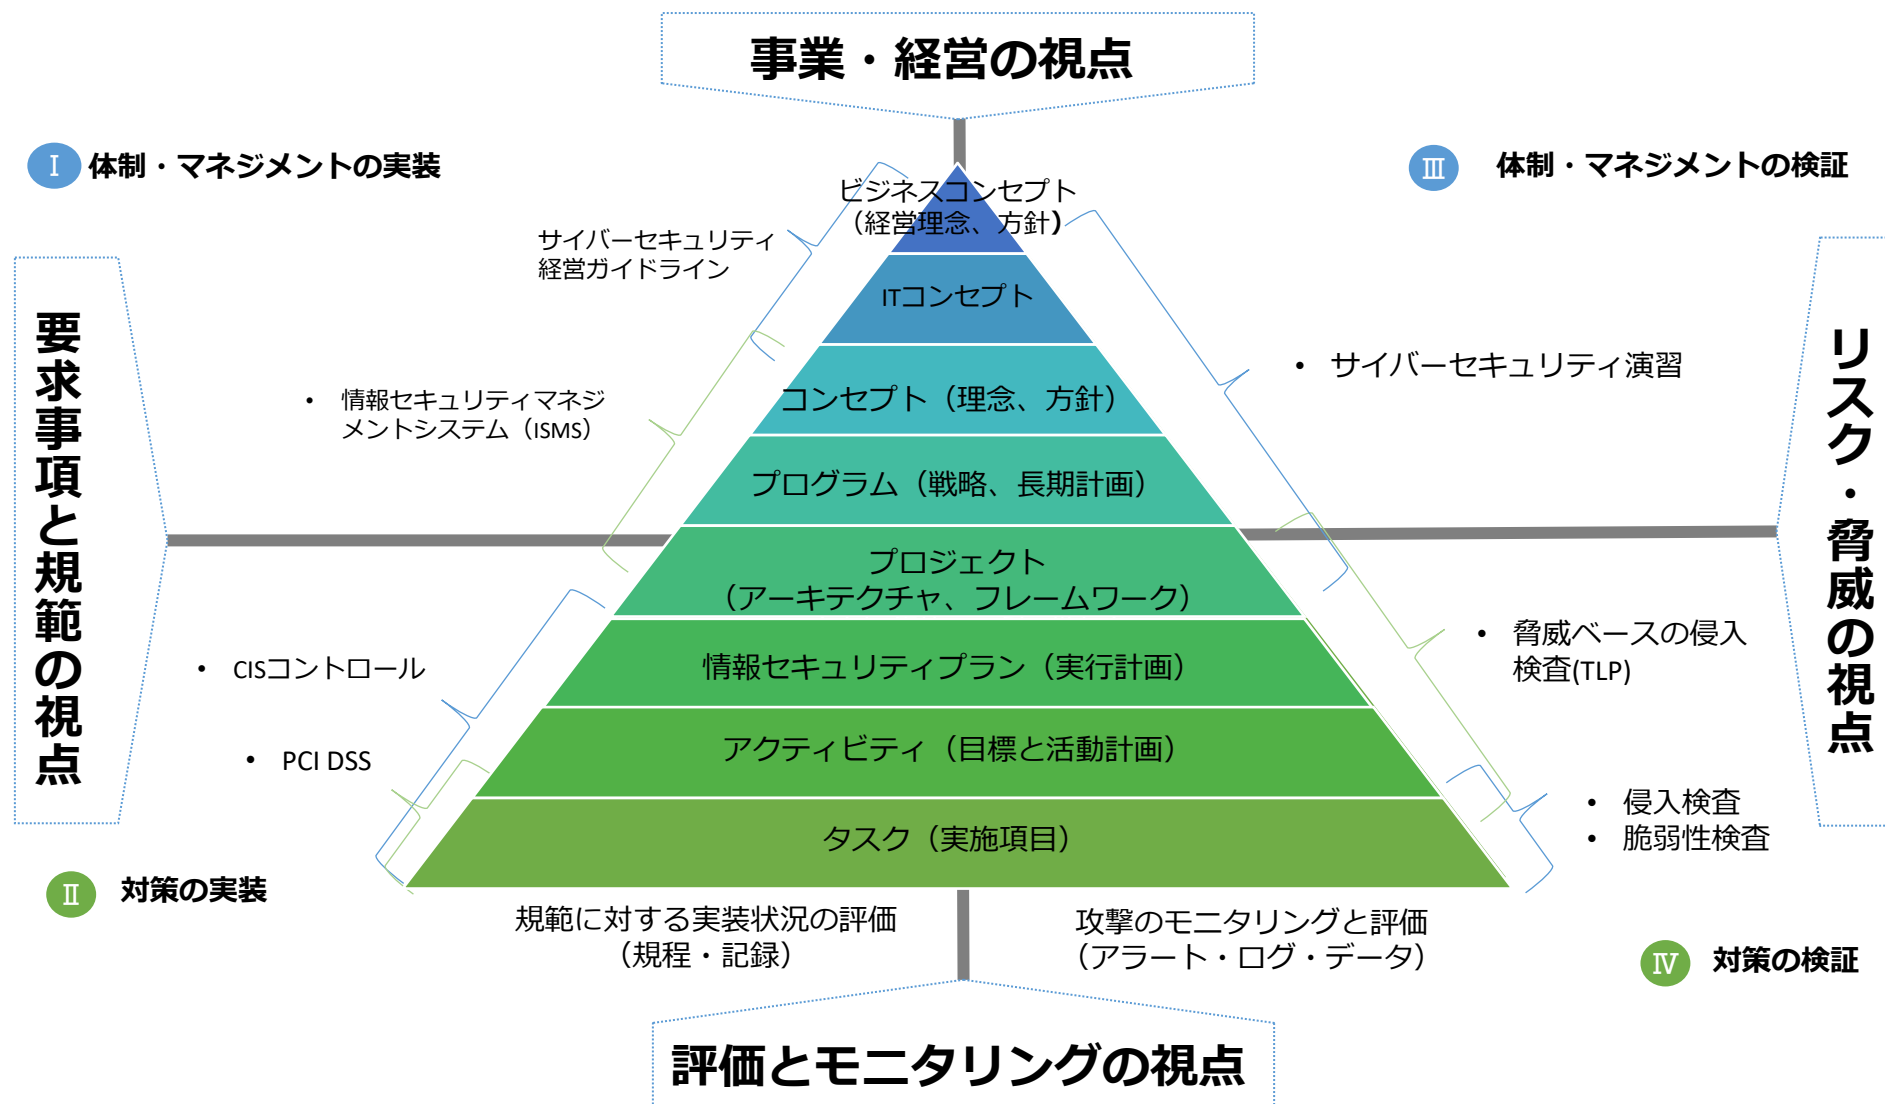 事業・経営の視点
Ⅰ
体制・マネジメントの実装
Ⅲ
体制・マネジメントの検証
ビジネスコンセプト
（経営理念、方針）
サイバーセキュリティ
経営ガイドライン
ITコンセプト
要求事項と規範の視点
リスク・脅威の視点
• サイバーセキュリティ演習
• 情報セキュリティマネジ
メントシステム（ISMS）
コンセプト（理念、方針）
プログラム（戦略、長期計画）
プロジェクト
（アーキテクチャ、フレームワーク）
• CISコントロール
情報セキュリティプラン（実行計画）
• 脅威ベースの侵入
検査(TLP)
• PCI DSS
アクティビティ（目標と活動計画）
• 侵入検査
• 脆弱性検査
タスク（実施項目）
Ⅱ
対策の実装
規範に対する実装状況の評価
（規程・記録）
攻撃のモニタリングと評価
（アラート・ログ・データ）
Ⅳ
対策の検証
評価とモニタリングの視点